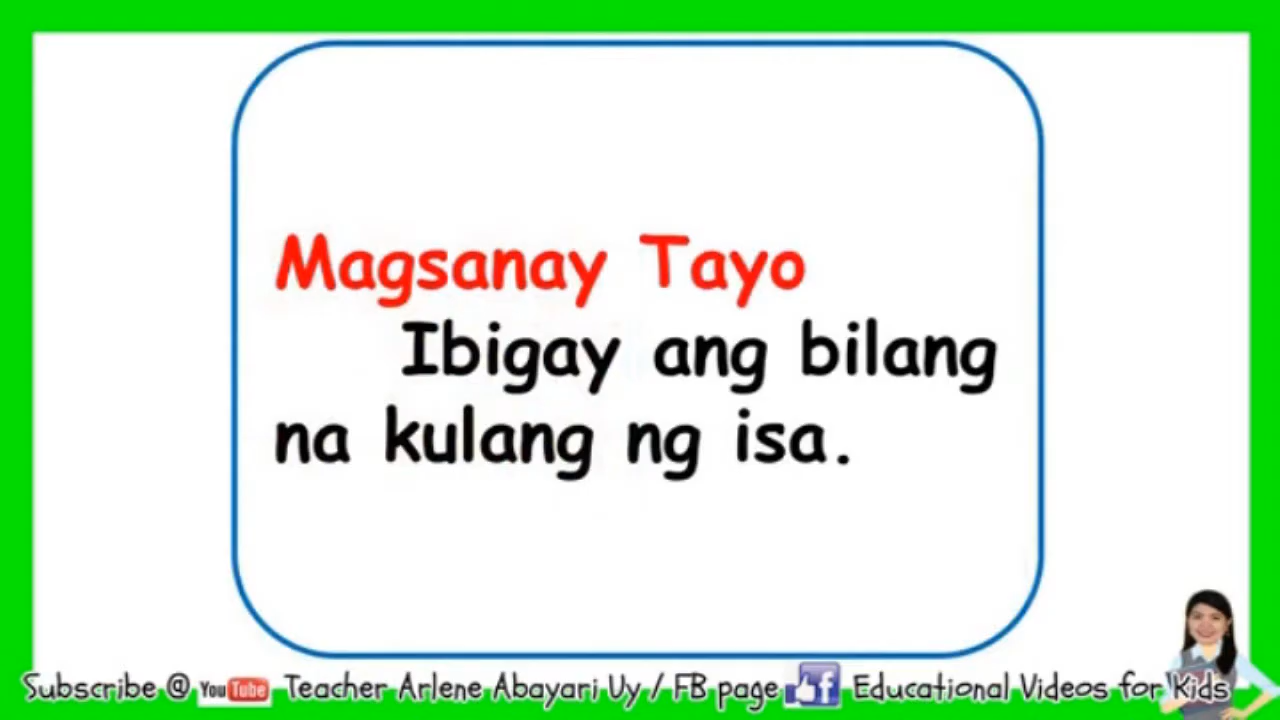 Magsanay Tayo
Ibigay ang bilang
na kulang ng isa.
Subscribe @ YouTube Teacher Arlene Abayari Uy / FB page f Educational Videos for Kids